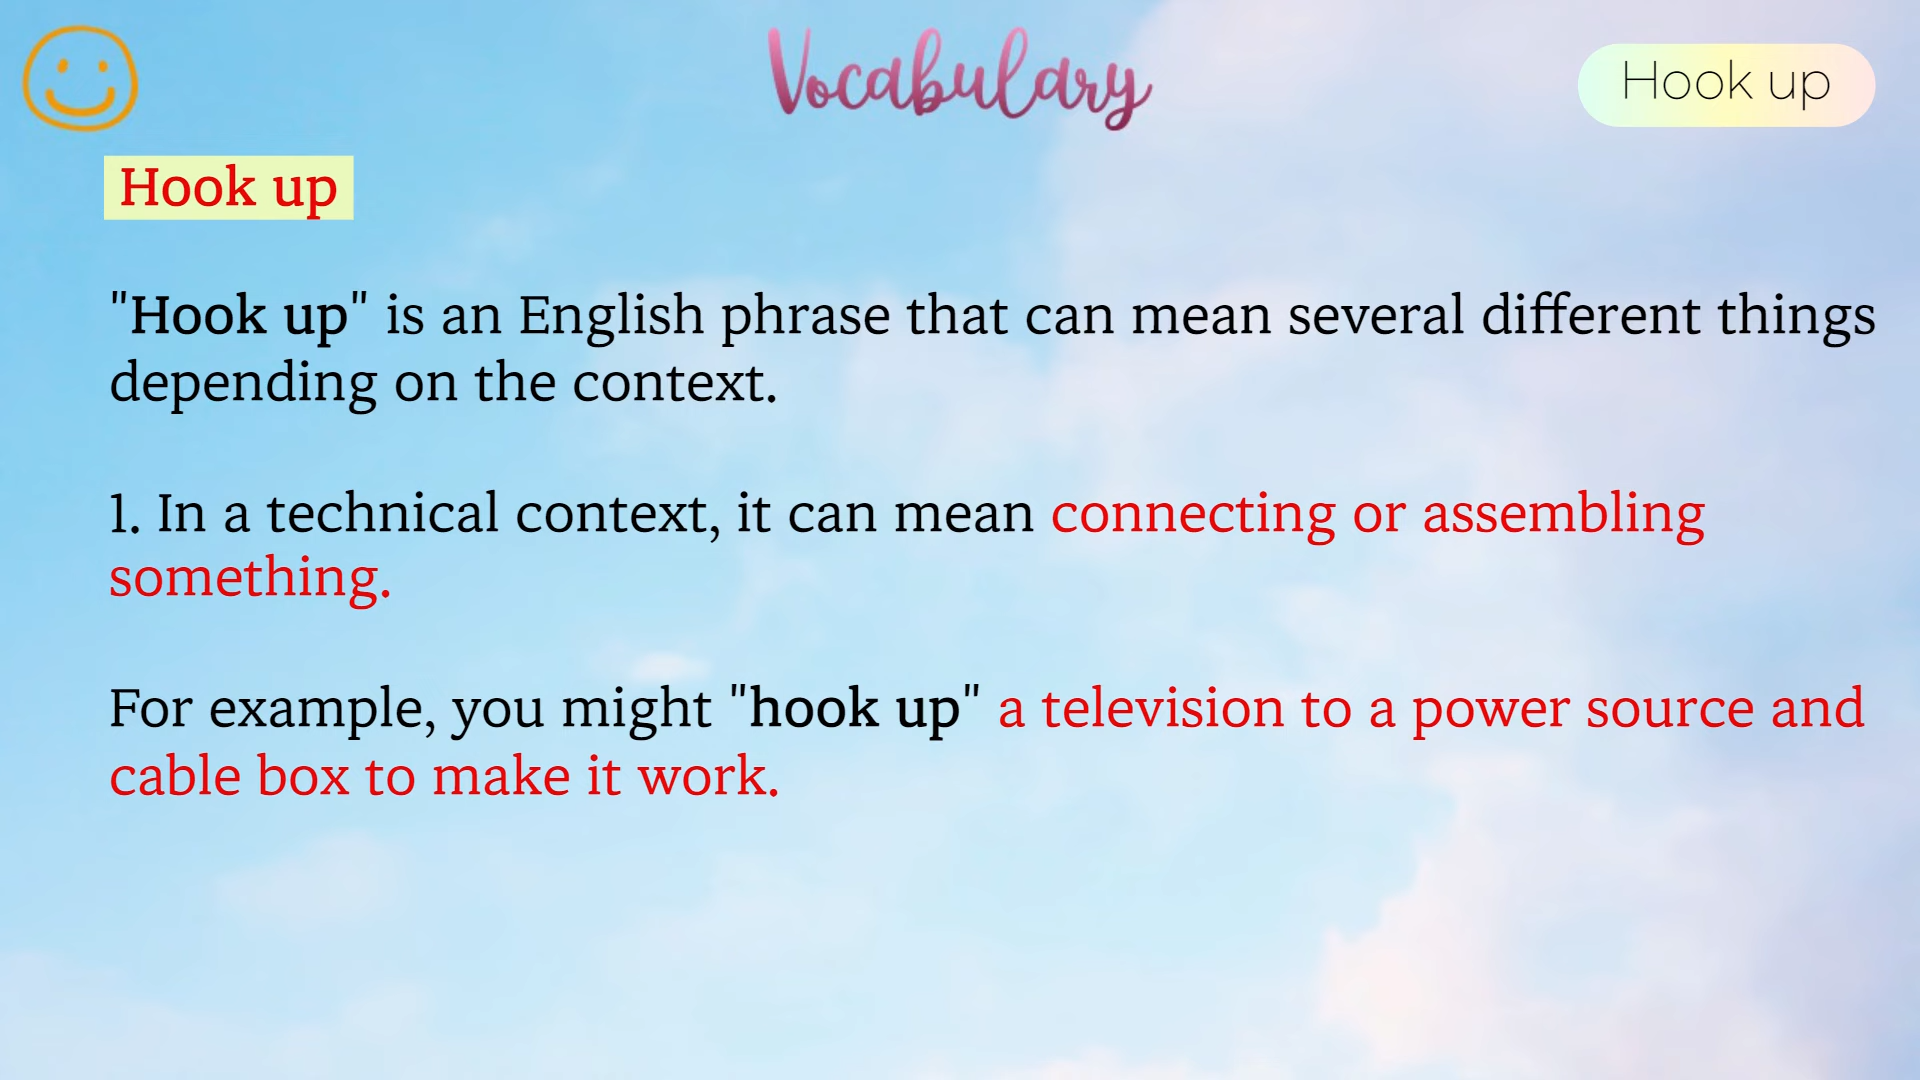 Vocabulary
Hook up
Hook up
"Hook up" is an English phrase that can mean several different things
depending on the context.
1. In a technical context, it can mean connecting or assembling
something.
For example, you might "hook up" a television to a power source and
cable box to make it work.